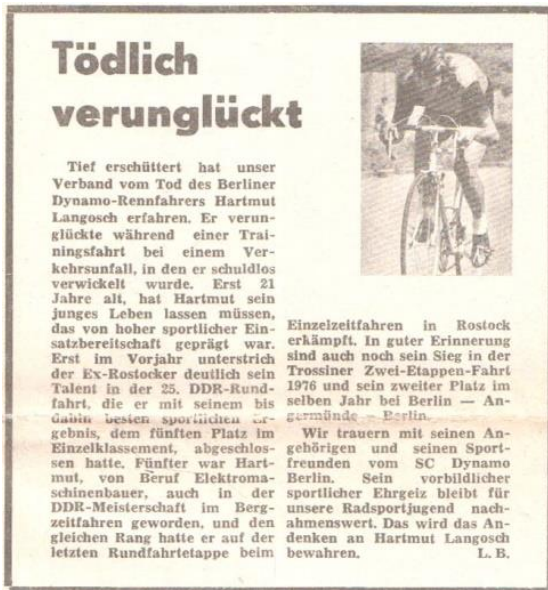 Tödlich
verunglückt
Tief erschüttert hat unser
Verband vom Tod des Berliner
Dynamo-Rennfahrers Hartmut
Langosch erfahren. Er verun-
glückte während einer Trai-
ningsfahrt bei einem Ver-
kehrsunfall, in den er schuldlos
verwickelt wurde. Erst 21
Jahre alt, hat Hartmut sein
junges Leben lassen müssen,
das von hoher sportlicher Ein-
satzbereitschaft geprägt war.
Erst im Vorjahr unterstrich
der Ex-Rostocker deutlich sein
Talent in der 25. DDR-Rund-
fahrt, die er mit seinem bis
dahin besten sportlichen Er-
gebnis, dem fünften Platz im
Einzelklassement, abgeschlos-
sen hatte. Fünfter war Hart-
mut, von Beruf Elektroma-
schinenbauer, auch in der
DDR-Meisterschaft im Berg-
zeitfahren geworden, und den
gleichen Rang hatte er auf der
letzten Rundfahrtetappe beim
Einzelzeitfahren in Rostock
erkämpft. In guter Erinnerung
sind auch noch sein Sieg in der
Trossiner Zwei-Etappen-Fahrt
1976 und sein zweiter Platz im
selben Jahr bei Berlin — An-
germünde — Berlin.
Wir trauern mit seinen An-
gehörigen und seinen Sport-
freunden vom SC Dynamo
Berlin. Sein vorbildlicher
sportlicher Ehrgeiz bleibt für
unsere Radsportjugend nach-
ahmenswert. Das wird das An-
denken an Hartmut Langosch
bewahren. L. B.